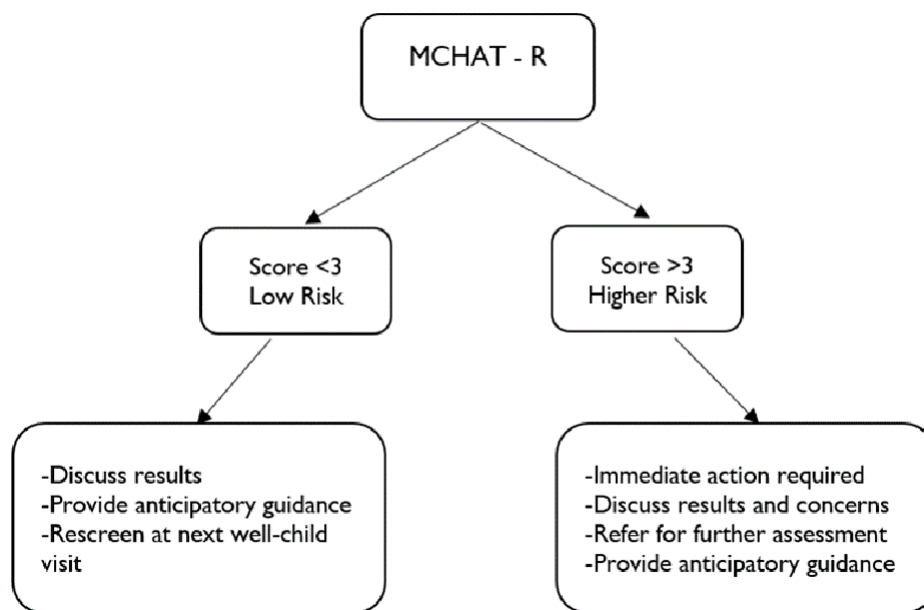 MCHAT - R
Score <3
Low Risk
Score >3
Higher Risk
-Discuss results
-Provide anticipatory guidance
-Rescreen at next well-child
visit
-Immediate action required
-Discuss results and concerns
-Refer for further assessment
-Provide anticipatory guidance